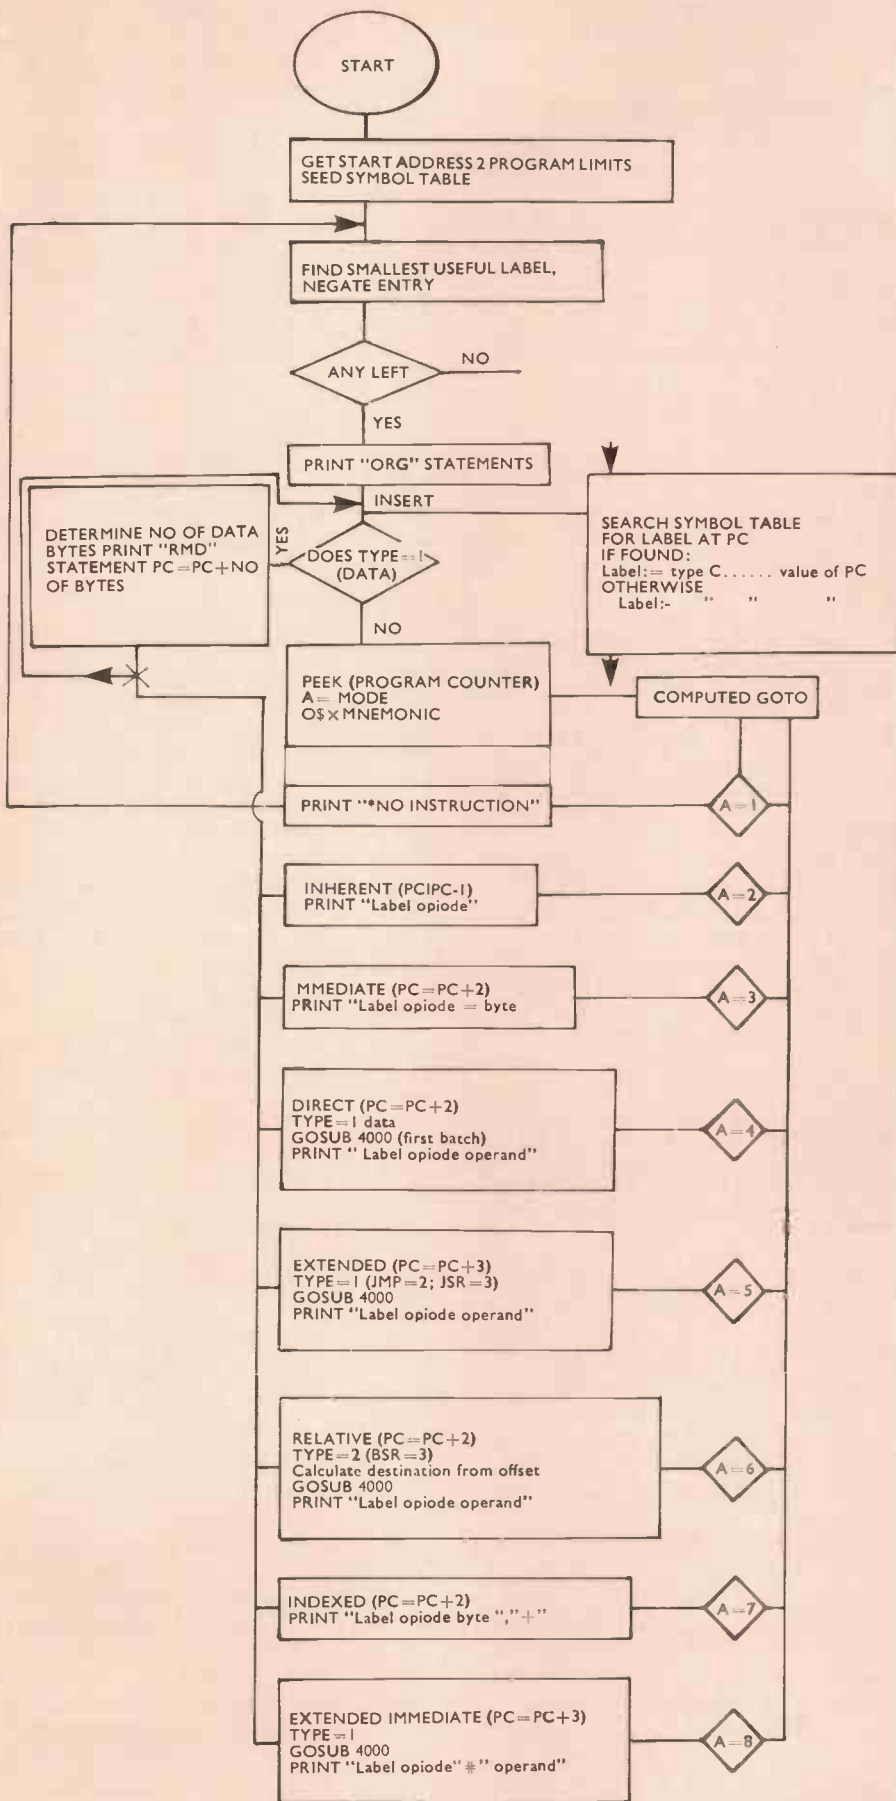 START
GET START ADDRESS 2 PROGRAM LIMITS
SEED SYMBOL TABLE
FIND SMALLEST USEFUL LABEL,
NEGATE ENTRY
ANY LEFT
NO
YES
PRINT "ORG" STATEMENTS
INSERT
DETERMINE NO OF DATA
BYTES PRINT "RMD"
STATEMENT PC=PC+NO
OF BYTES
YES
DOES TYPE=1
(DATA)
NO
SEARCH SYMBOL TABLE
FOR LABEL AT PC
IF FOUND:
Label:= type C...... value of PC
OTHERWISE
Label:- " " "
PEEK (PROGRAM COUNTER)
A= MODE
O$×MNEMONIC
COMPUTED GOTO
PRINT "*NO INSTRUCTION"
A=1
INHERENT (PCIPC-1)
PRINT "Label opiode"
A=2
MMEDIATE (PC=PC+2)
PRINT "Label opiode = byte
A=3
DIRECT (PC=PC+2)
TYPE=1 data
GOSUB 4000 (first batch)
PRINT " Label opiode operand"
A=4
EXTENDED (PC=PC+3)
TYPE=1 (JMP=2; JSR=3)
GOSUB 4000
PRINT "Label opiode operand"
A=5
RELATIVE (PC=PC+2)
TYPE=2 (BSR=3)
Calculate destination from offset
GOSUB 4000
PRINT "Label opiode operand"
A=6
INDEXED (PC=PC+2)
PRINT "Label opiode byte ","+"
A=7
EXTENDED IMMEDIATE (PC=PC+3)
TYPE=1
GOSUB 4000
PRINT "Label opiode" #" operand"
A=8